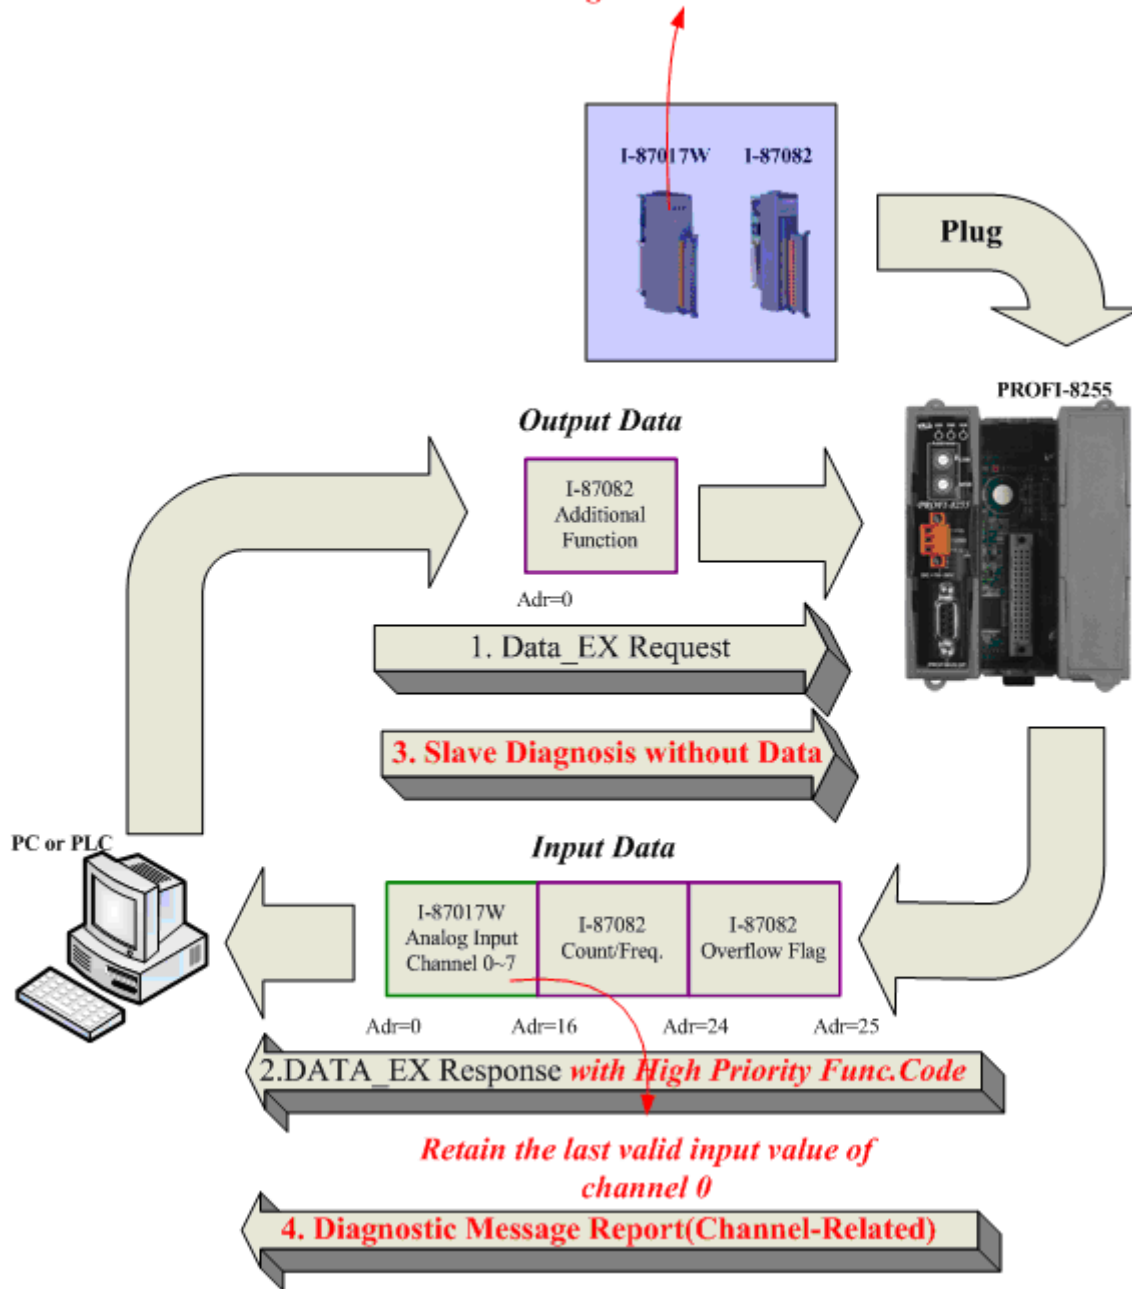 I-87017W
I-87082
Plug
PROFI-8255
Output Data
I-87082
Additional
Function
Adr=0
1. Data_EX Request
3. Slave Diagnosis without Data
PC or PLC
Input Data
I-87017W
Analog Input
Channel 0~7
I-87082
Count/Freq.
I-87082
Overflow Flag
Adr=0
Adr=16
Adr=24
Adr=25
2.DATA_EX Response with High Priority Func.Code
Retain the last valid input value of
channel 0
4. Diagnostic Message Report(Channel-Related)